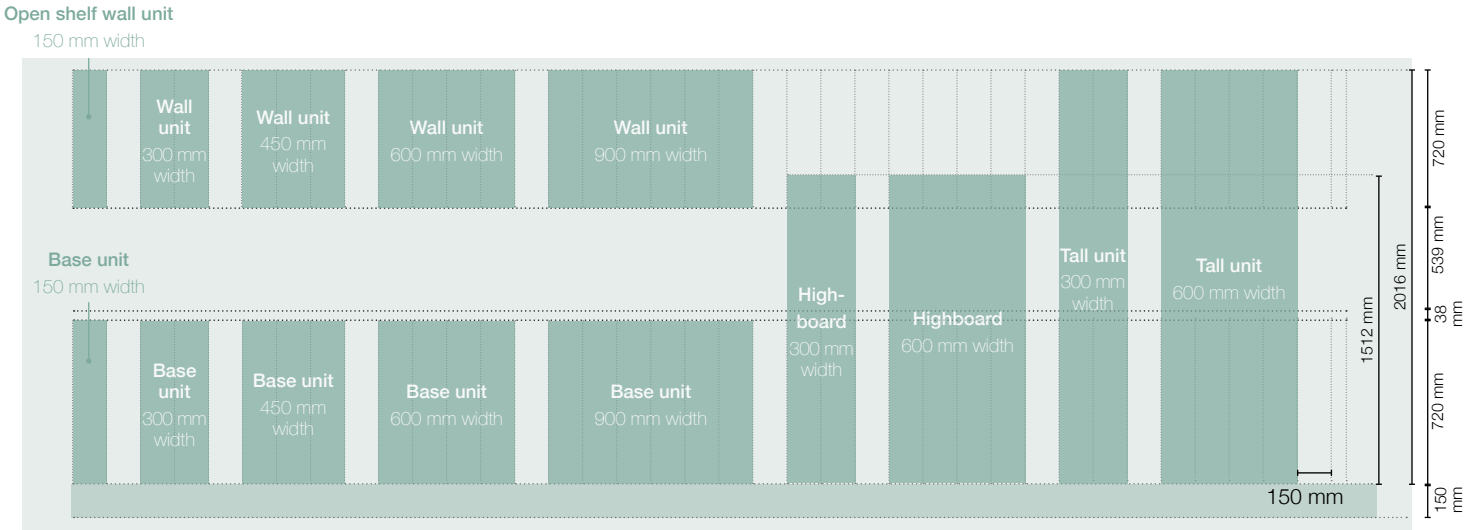 Open shelf wall unit
150 mm width
Wall
unit
300 mm
width
Wall unit
450 mm
width
Wall unit
600 mm width
Wall unit
900 mm width
Base unit
150 mm width
Base
unit
300 mm
width
Base unit
450 mm
width
Base unit
600 mm width
Base unit
900 mm width
High-
board
300 mm
width
Highboard
600 mm width
Tall unit
300 mm
width
Tall unit
600 mm width
150 mm
1512 mm
2016 mm
720 mm
539 mm
38
mm
720 mm
150
mm